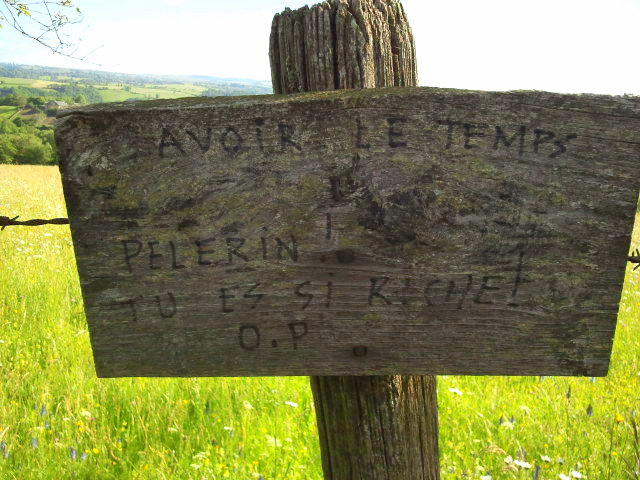 AVOIR LE TEMPS
PELERIN
TU ES SI RICHE!
O.P